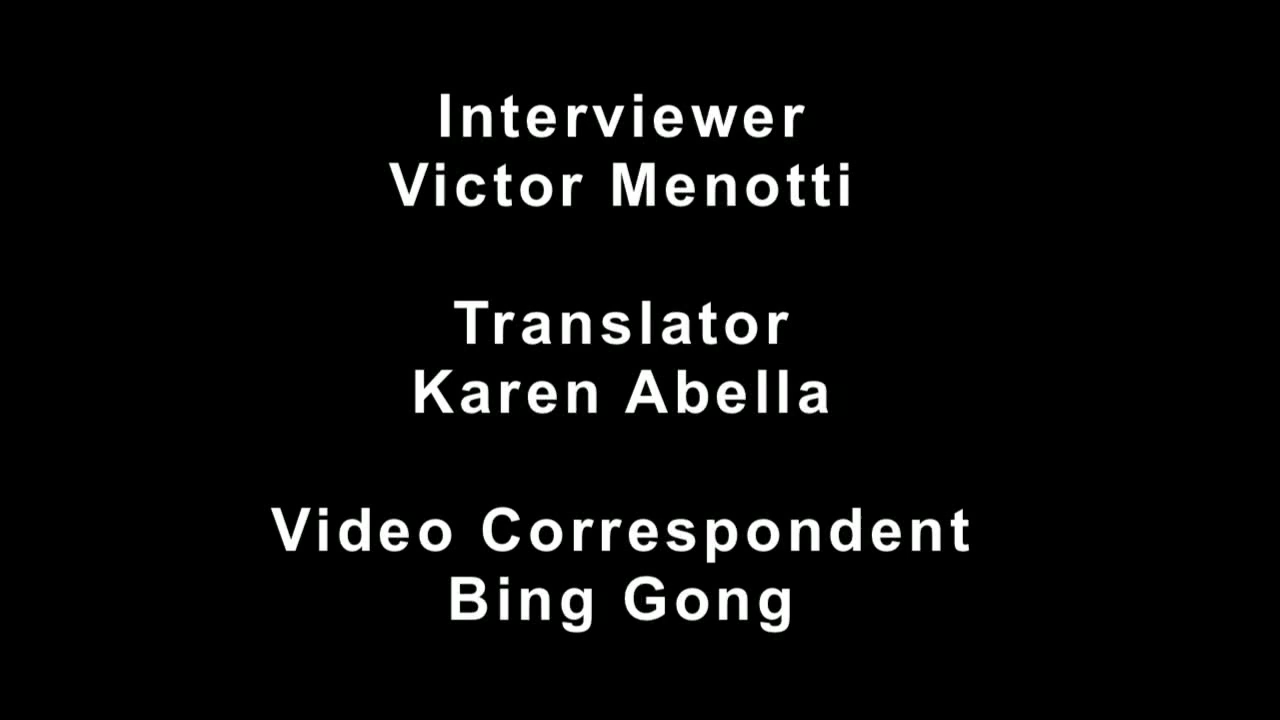 Interviewer
Victor Menotti
Translator
Karen Abella
Video Correspondent
Bing Gong